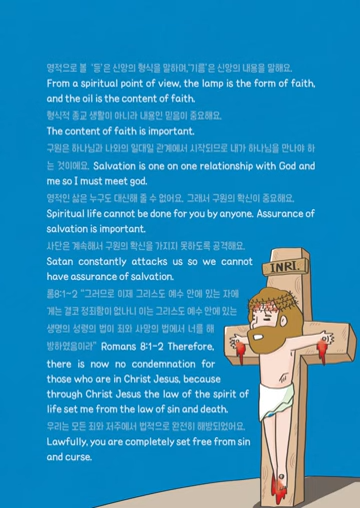 영적으로 볼 '등'은 신앙의 형식을 말하며,'기름'은 신앙의 내용을 말해요.
From a spiritual point of view, the lamp is the form of faith,
and the oil is the content of faith.
형식적 종교 생활이 아니라 내용인 믿음이 중요해요.
The content of faith is important.
구원은 하나님과 나와의 일대일 관계에서 시작되므로 내가 하나님을 만나야 하
는 것이에요. Salvation is one on one relationship with God and
me so I must meet god.
영적인 삶은 누구도 대신해 줄 수 없어요. 그래서 구원의 확신이 중요해요.
Spiritual life cannot be done for you by anyone. Assurance of
salvation is important.
사단은 계속해서 구원의 확신을 가지지 못하도록 공격해요.
Satan constantly attacks us so we cannot
have assurance of salvation.
롬8:1-2 "그러므로 이제 그리스도 예수 안에 있는 자에
게는 결코 정죄함이 없나니 이는 그리스도 예수 안에 있는
생명의 성령의 법이 죄와 사망의 법에서 너를 해
방하였음이라" Romans 8:1-2 Therefore,
there is now no condemnation for
those who are in Christ Jesus, because
through Christ Jesus the law of the spirit of
life set me from the law of sin and death.
우리는 모든 죄와 저주에서 법적으로 완전히 해방되었어요.
Lawfully, you are completely set free from sin
and curse.
INRI.